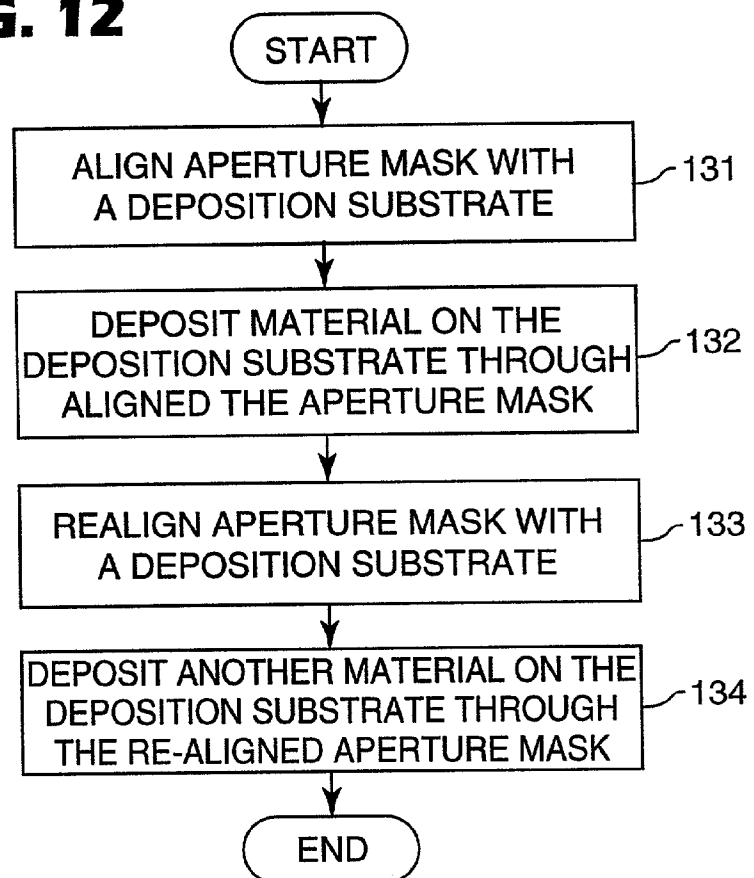 G. 12
START
ALIGN APERTURE MASK WITH
A DEPOSITION SUBSTRATE
131
DEPOSIT MATERIAL ON THE
DEPOSITION SUBSTRATE THROUGH
ALIGNED THE APERTURE MASK
132
REALIGN APERTURE MASK WITH
A DEPOSITION SUBSTRATE
133
DEPOSIT ANOTHER MATERIAL ON THE
DEPOSITION SUBSTRATE THROUGH
THE RE-ALIGNED APERTURE MASK
134
END